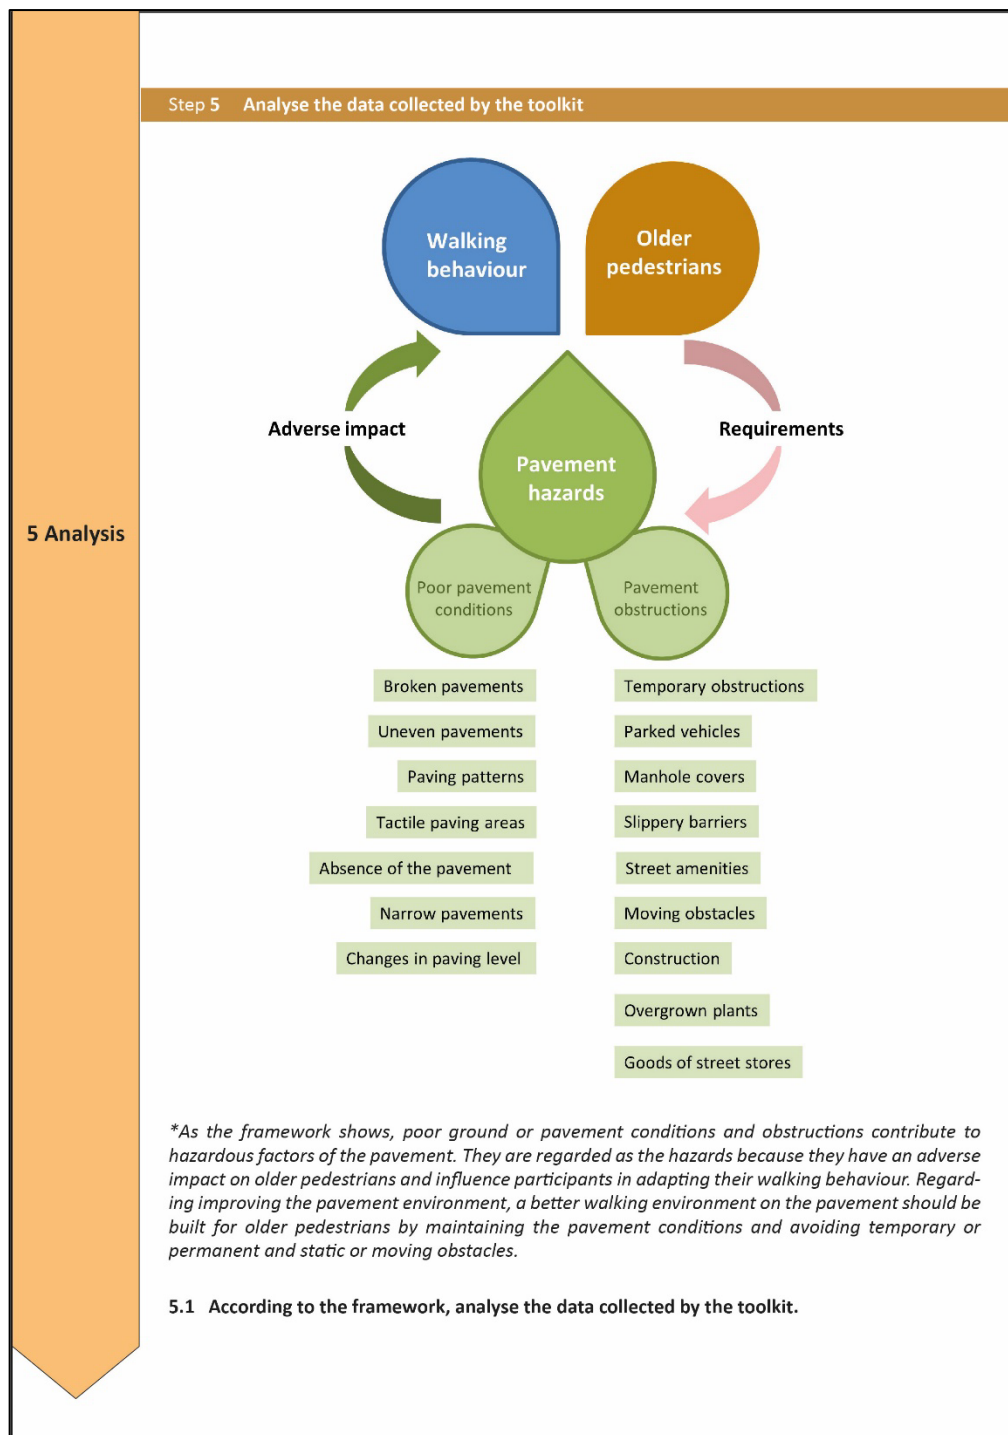 Step 5 Analyse the data collected by the toolkit
Walking
behaviour
Older
pedestrians
Adverse impact
Requirements
Pavement
hazards
5 Analysis
Poor pavement
conditions
Pavement
obstructions
Broken pavements
Uneven pavements
Paving patterns
Tactile paving areas
Absence of the pavement
Narrow pavements
Changes in paving level
Temporary obstructions
Parked vehicles
Manhole covers
Slippery barriers
Street amenities
Moving obstacles
Construction
Overgrown plants
Goods of street stores
*As the framework shows, poor ground or pavement conditions and obstructions contribute to
hazardous factors of the pavement. They are regarded as the hazards because they have an adverse
impact on older pedestrians and influence participants in adapting their walking behaviour. Regard-
ing improving the pavement environment, a better walking environment on the pavement should be
built for older pedestrians by maintaining the pavement conditions and avoiding temporary or
permanent and static or moving obstacles.
5.1 According to the framework, analyse the data collected by the toolkit.